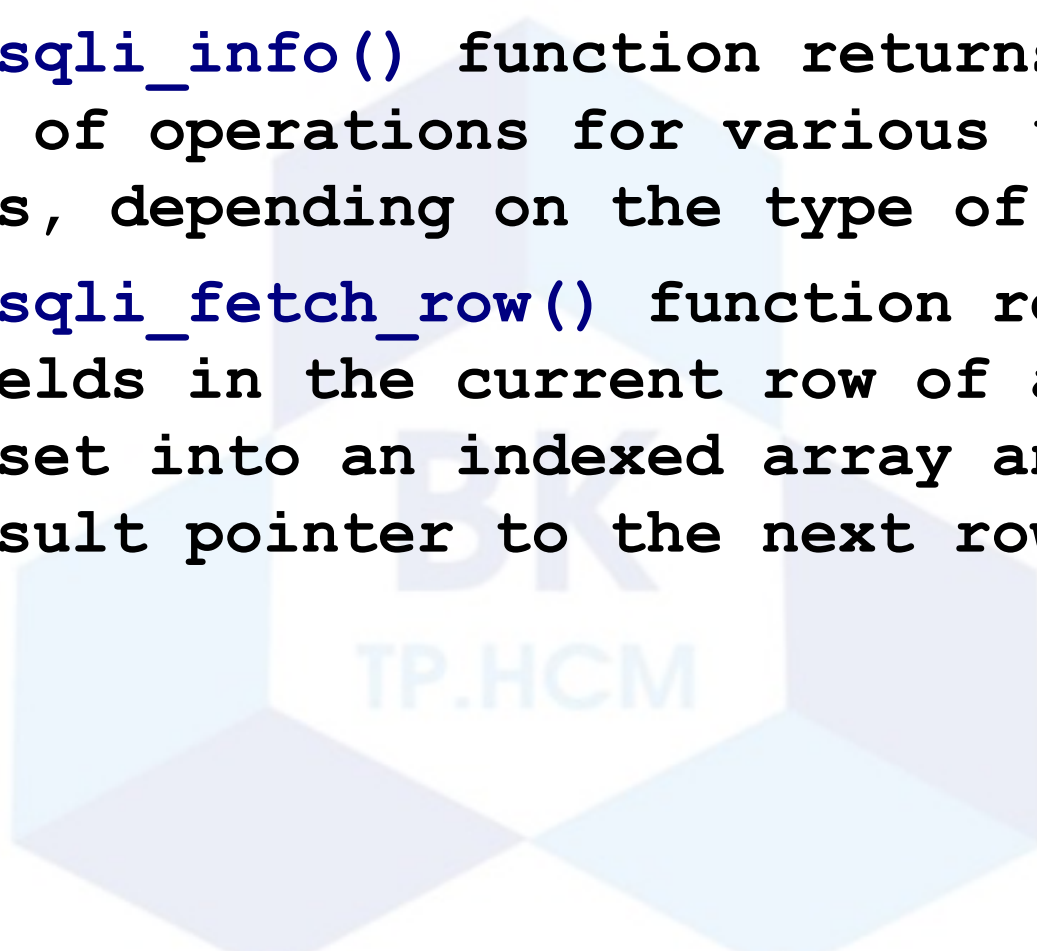 sqli_info() function returns
of operations for various
s, depending on the type of
sqli_fetch_row() function re
elds in the current row of a
set into an indexed array an
sult pointer to the next row
BK
TP.HCM